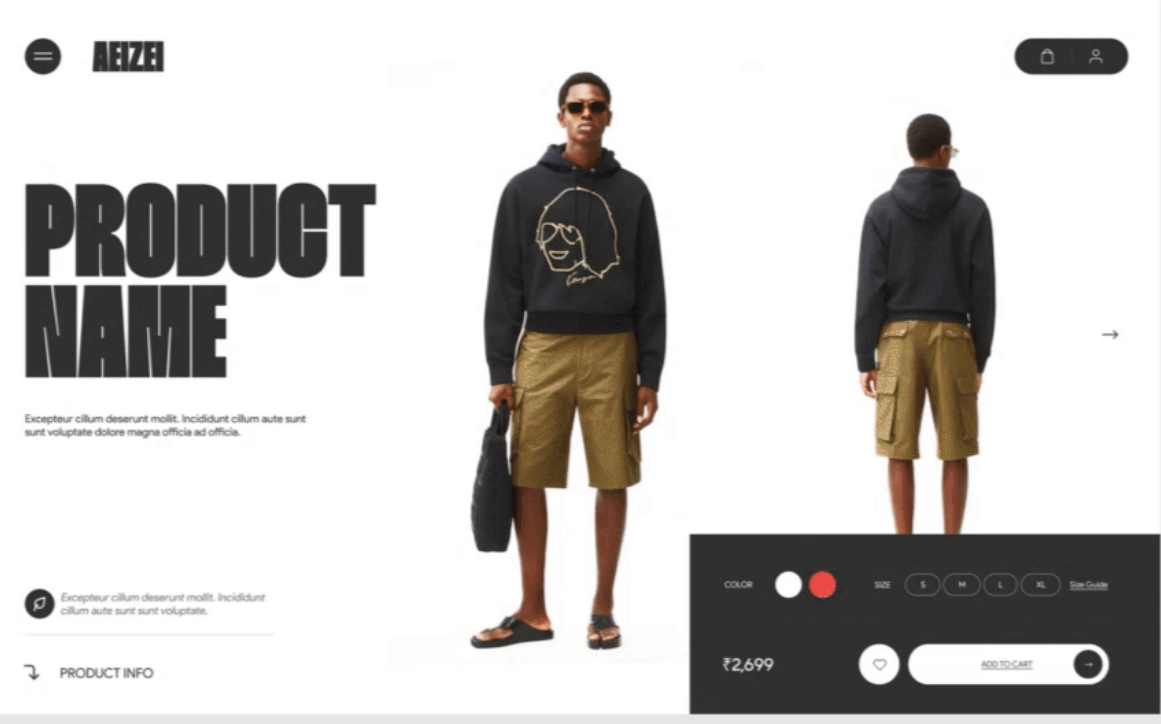 AEIZEI
PRODUCT
NAME
Excepteur cillum deserunt mollit. Incididunt cillum aute sunt
sunt voluptate dolore magna officia ad officia.
Excepteur cillum deserunt mollit. Incididunt
cillum aute sunt sunt voluptate.
PRODUCT INFO
COLOR
SIZE
S
M
L
XL
Size Guide
₹2,699
ADD TO CART